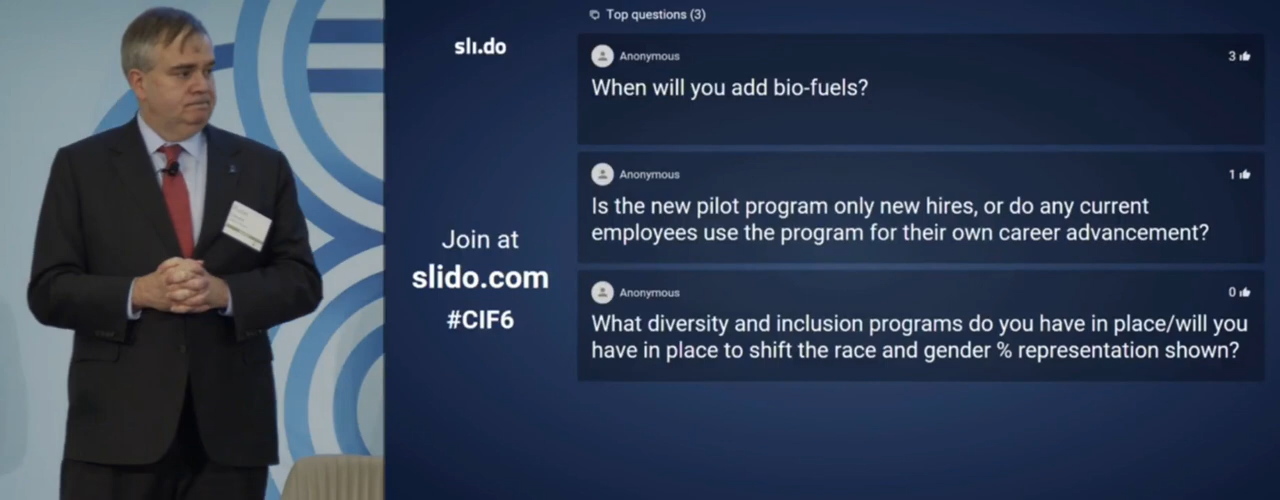 Top questions (3)
sli.do
Anonymous
3
When will you add bio-fuels?
Anonymous
1
Is the new pilot program only new hires, or do any current
employees use the program for their own career advancement?
Join at
slido.com
#CIF6
Anonymous
0
What diversity and inclusion programs do you have in place/will you
have in place to shift the race and gender % representation shown?